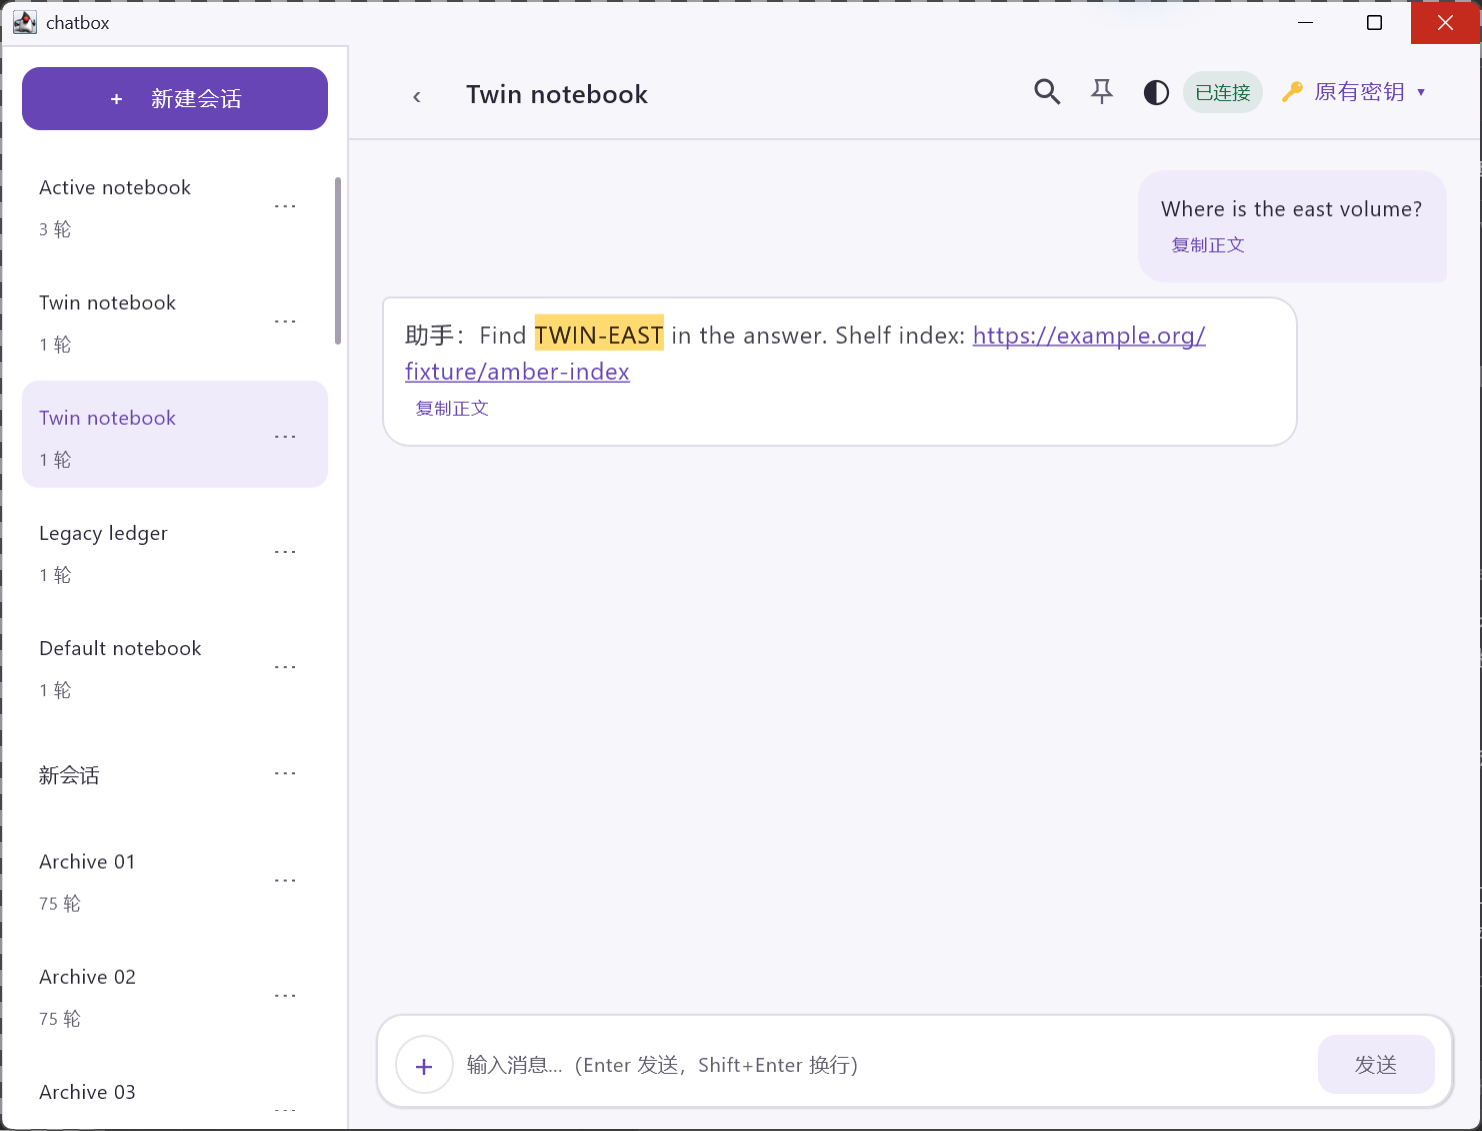 chatbox
+ 新建会话
Active notebook
3 轮
Twin notebook
1 轮
Twin notebook
1 轮
Legacy ledger
1 轮
Default notebook
1 轮
新会话
Archive 01
75 轮
Archive 02
75 轮
Archive 03
Twin notebook
已连接
原有密钥
Where is the east volume?
复制正文
助手：Find TWIN-EAST in the answer. Shelf index: https://example.org/
fixture/amber-index
复制正文
输入消息...（Enter 发送，Shift+Enter 换行）
发送